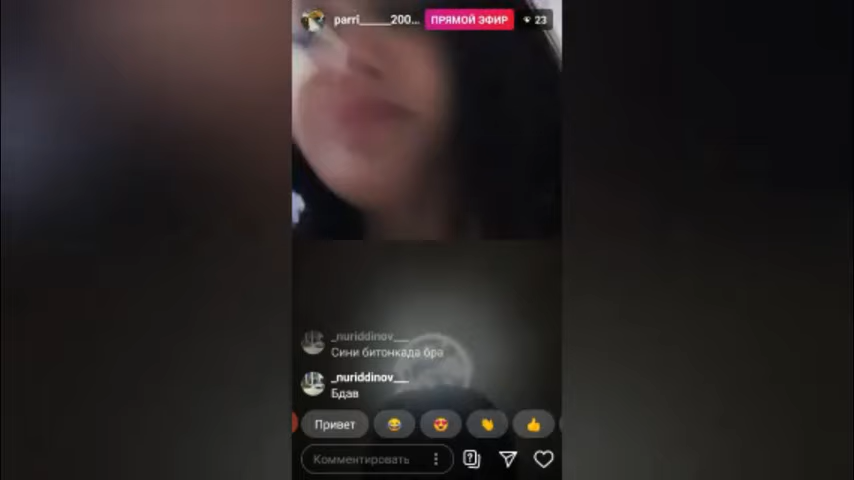 parri_____200...
ПРЯМОЙ ЭФИР
23
_nuriddinov___
Сини битонкада бра
_nuriddinov___
Бдав
Привет
Комментировать